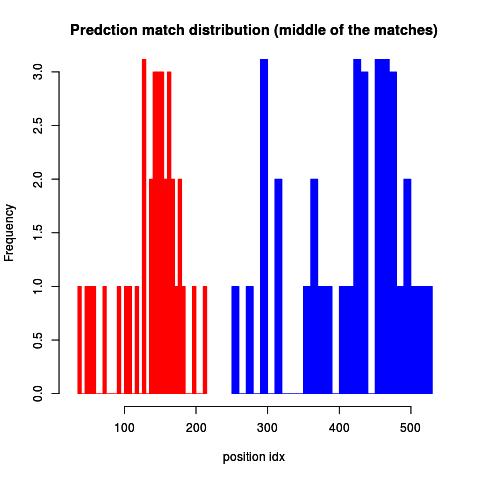 Predction match distribution (middle of the matches)
Frequency
3.0
2.5
2.0
1.5
1.0
0.5
0.0
100 200 300 400 500
position idx